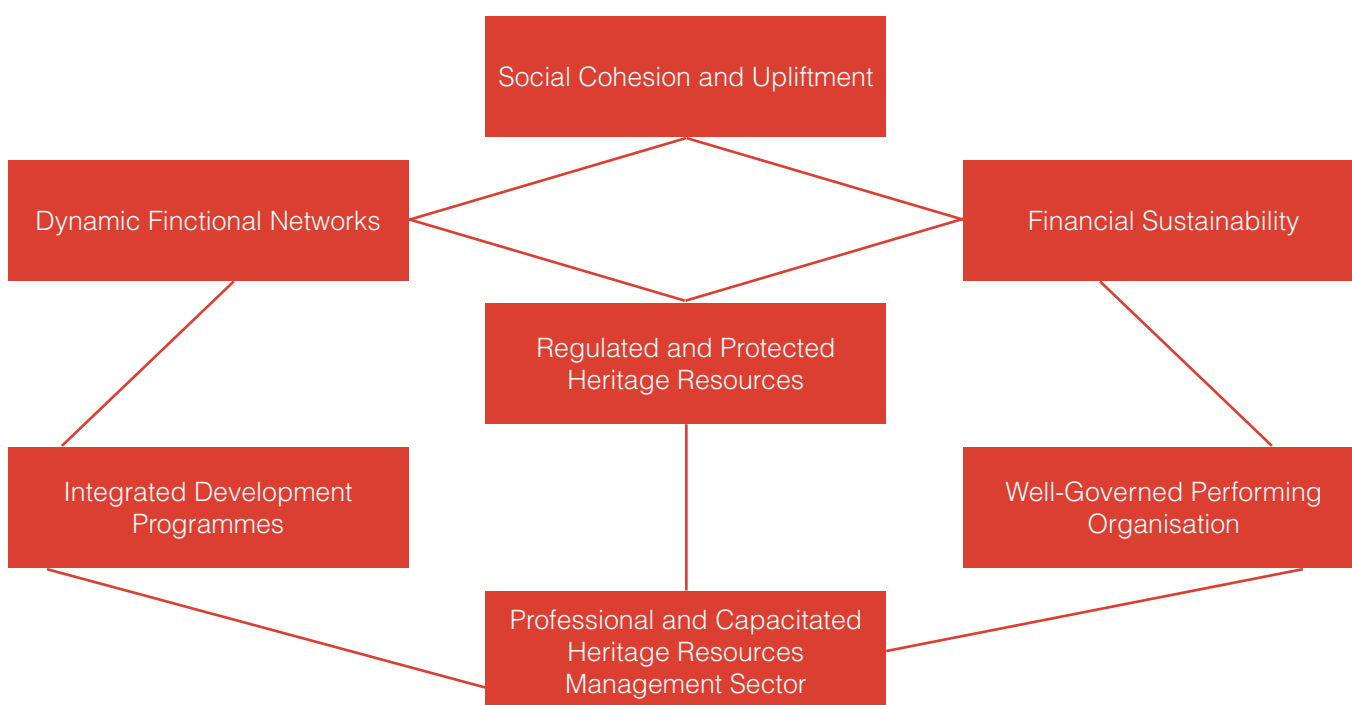 Social Cohesion and Upliftment
Dynamic Finctional Networks
Financial Sustainability
Regulated and Protected
Heritage Resources
Integrated Development
Programmes
Well-Governed Performing
Organisation
Professional and Capacitated
Heritage Resources
Management Sector